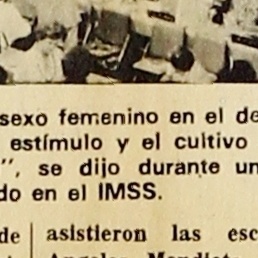 sexo femenino en el de
estímulo y el cultivo
”, se dijo durante un
do en el IMSS.
de
asistieron las esc